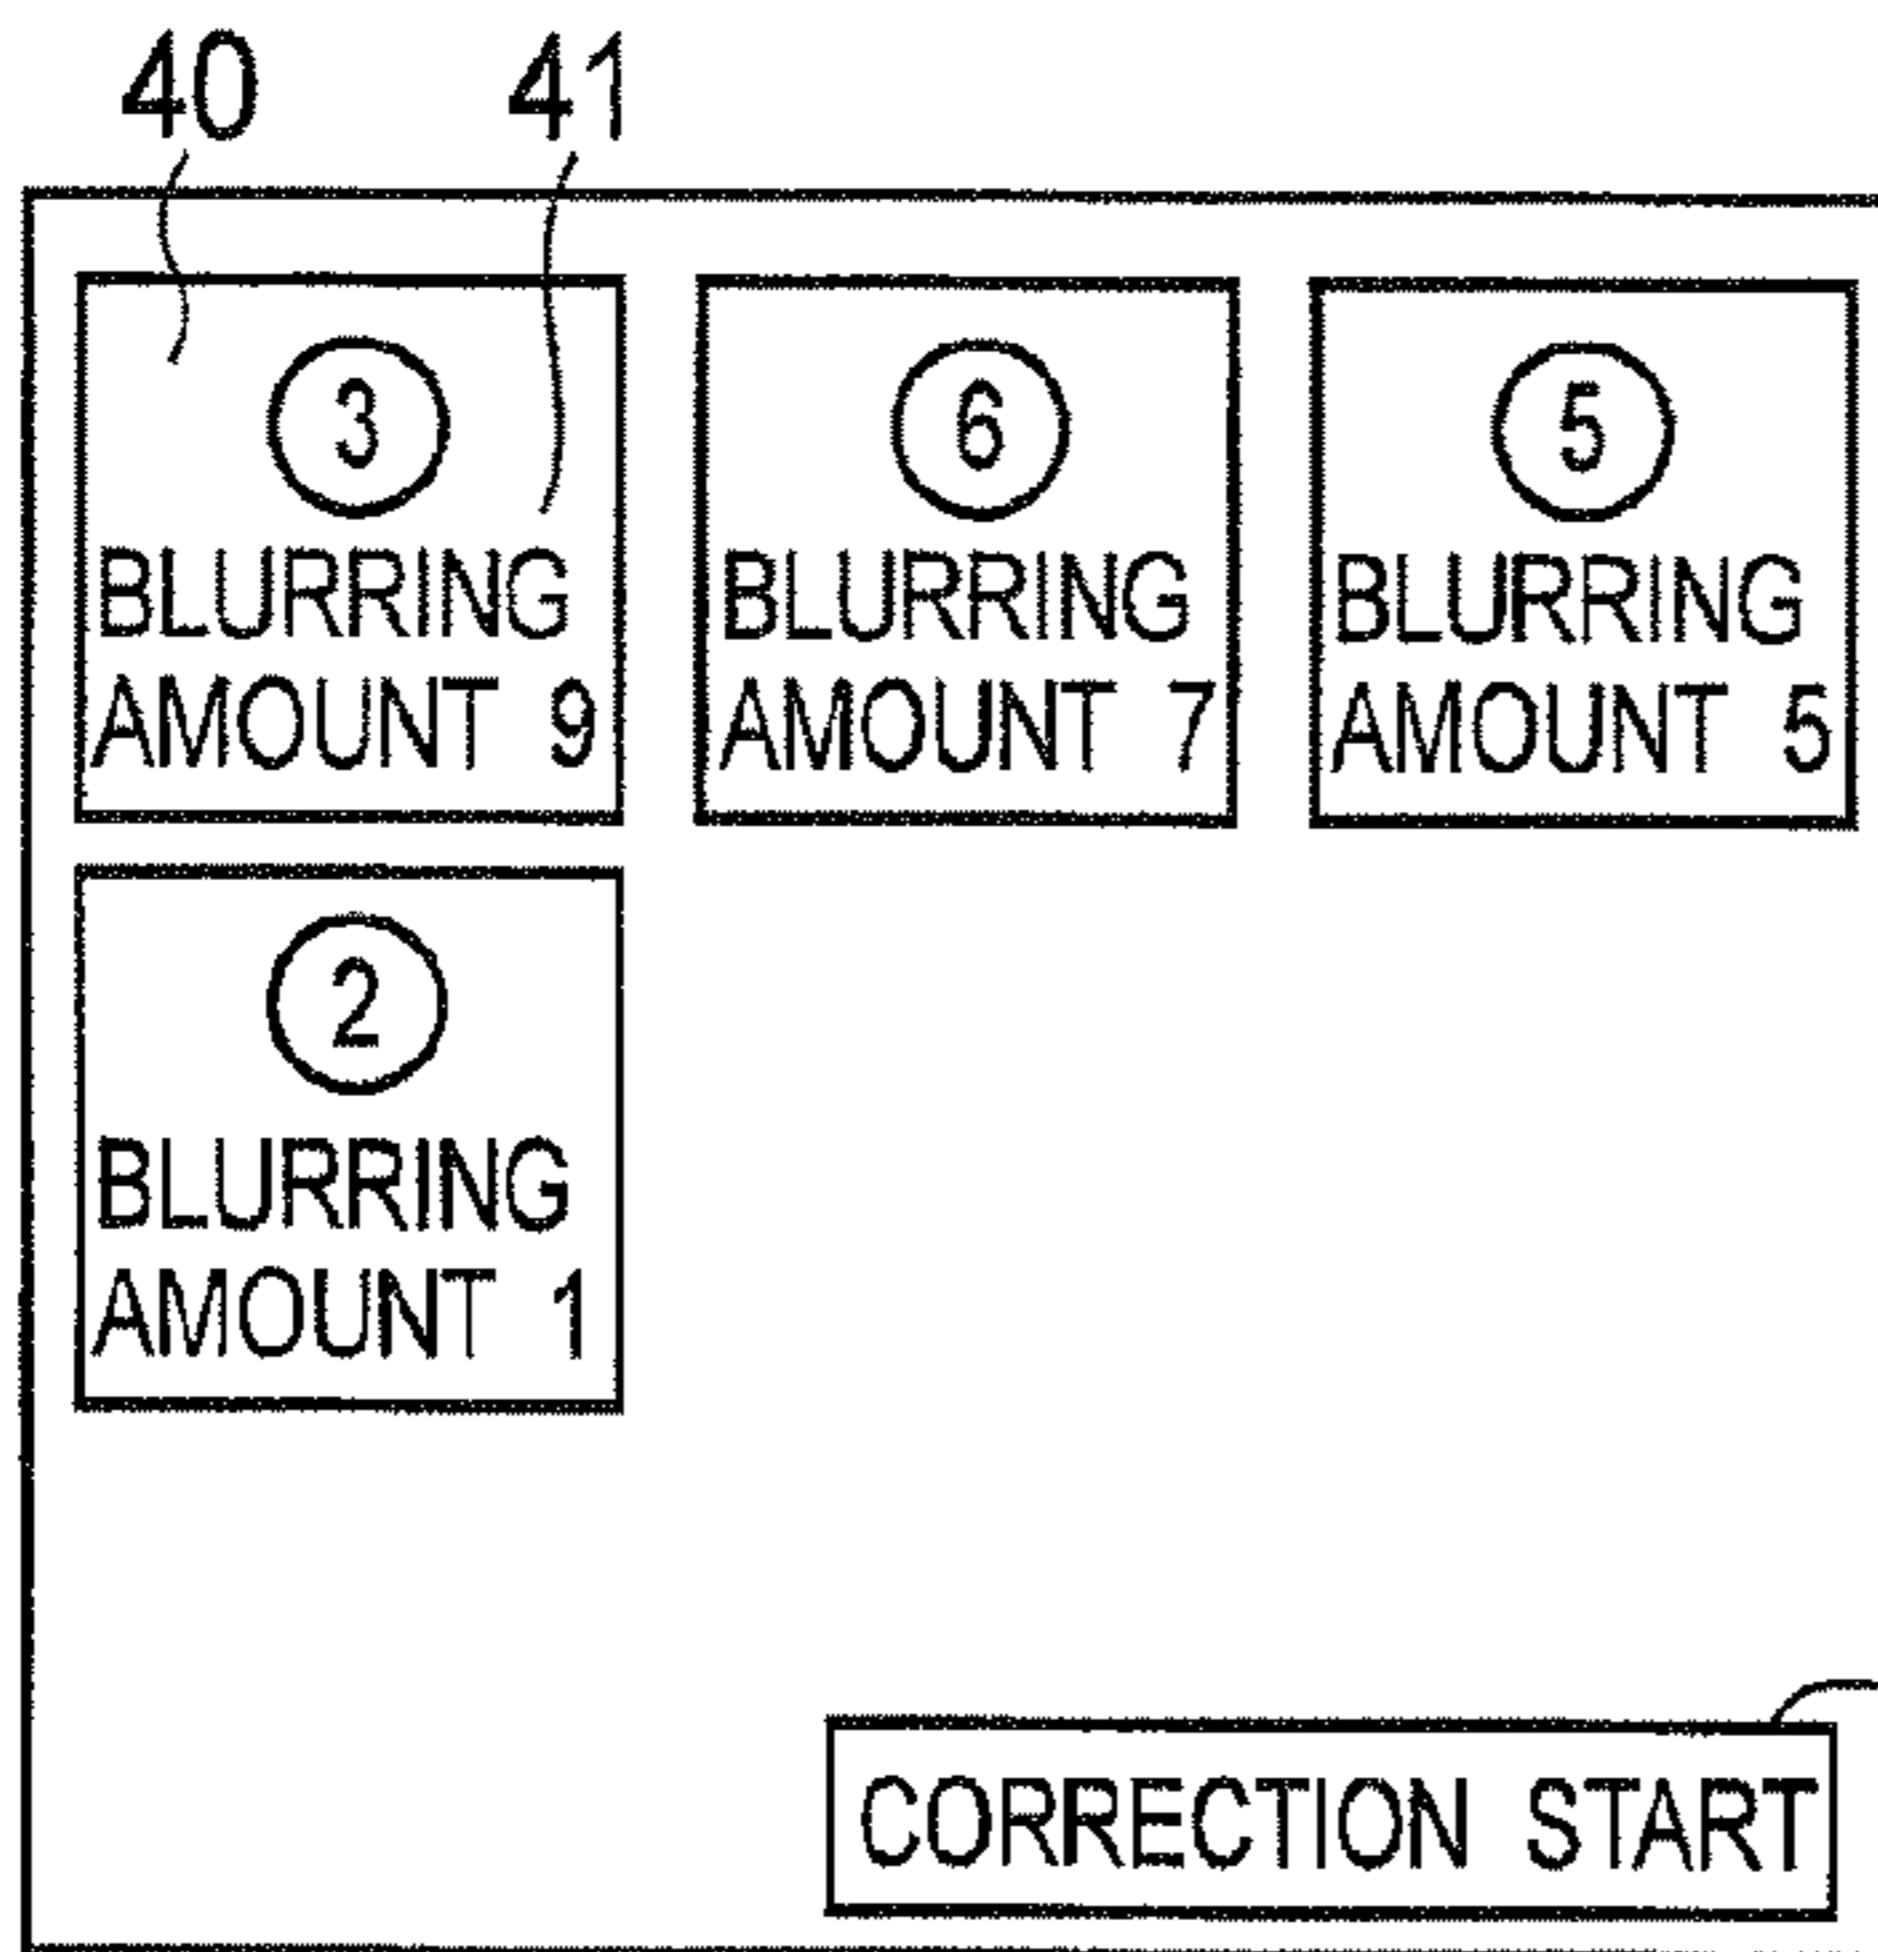 40 41
3 6 5
BLURRING BLURRING BLURRING
AMOUNT 9 AMOUNT 7 AMOUNT 5
2
BLURRING
AMOUNT 1
CORRECTION START